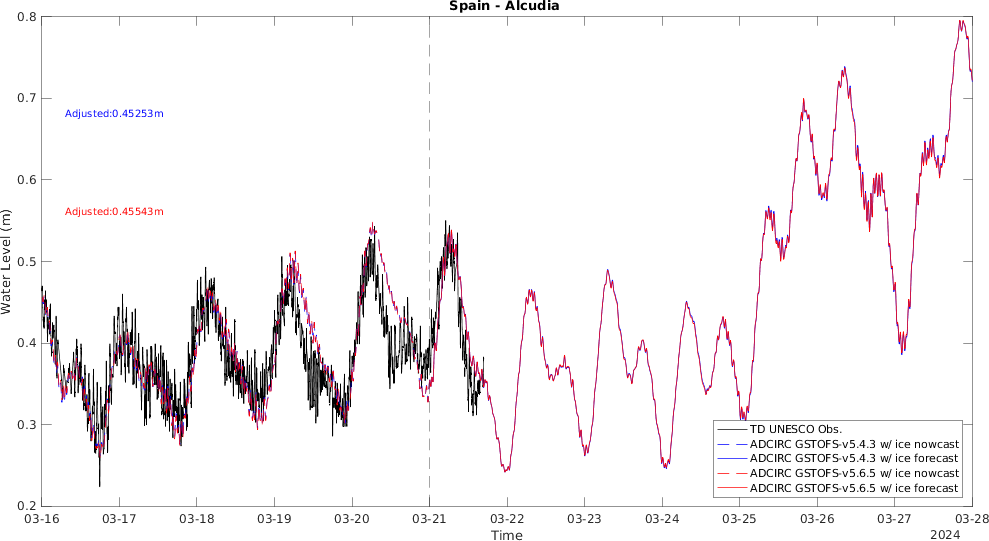 Spain - Alcudia
0.8
0.7
0.6
0.5
0.4
0.3
0.2
Water Level (m)
Adjusted:0.45253m
Adjusted:0.45543m
TD UNESCO Obs.
ADCIRC GSTOFS-v5.4.3 w/ ice nowcast
ADCIRC GSTOFS-v5.4.3 w/ ice forecast
ADCIRC GSTOFS-v5.6.5 w/ ice nowcast
ADCIRC GSTOFS-v5.6.5 w/ ice forecast
03-16 03-17 03-18 03-19 03-20 03-21 03-22 03-23 03-24 03-25 03-26 03-27 03-28
Time
2024